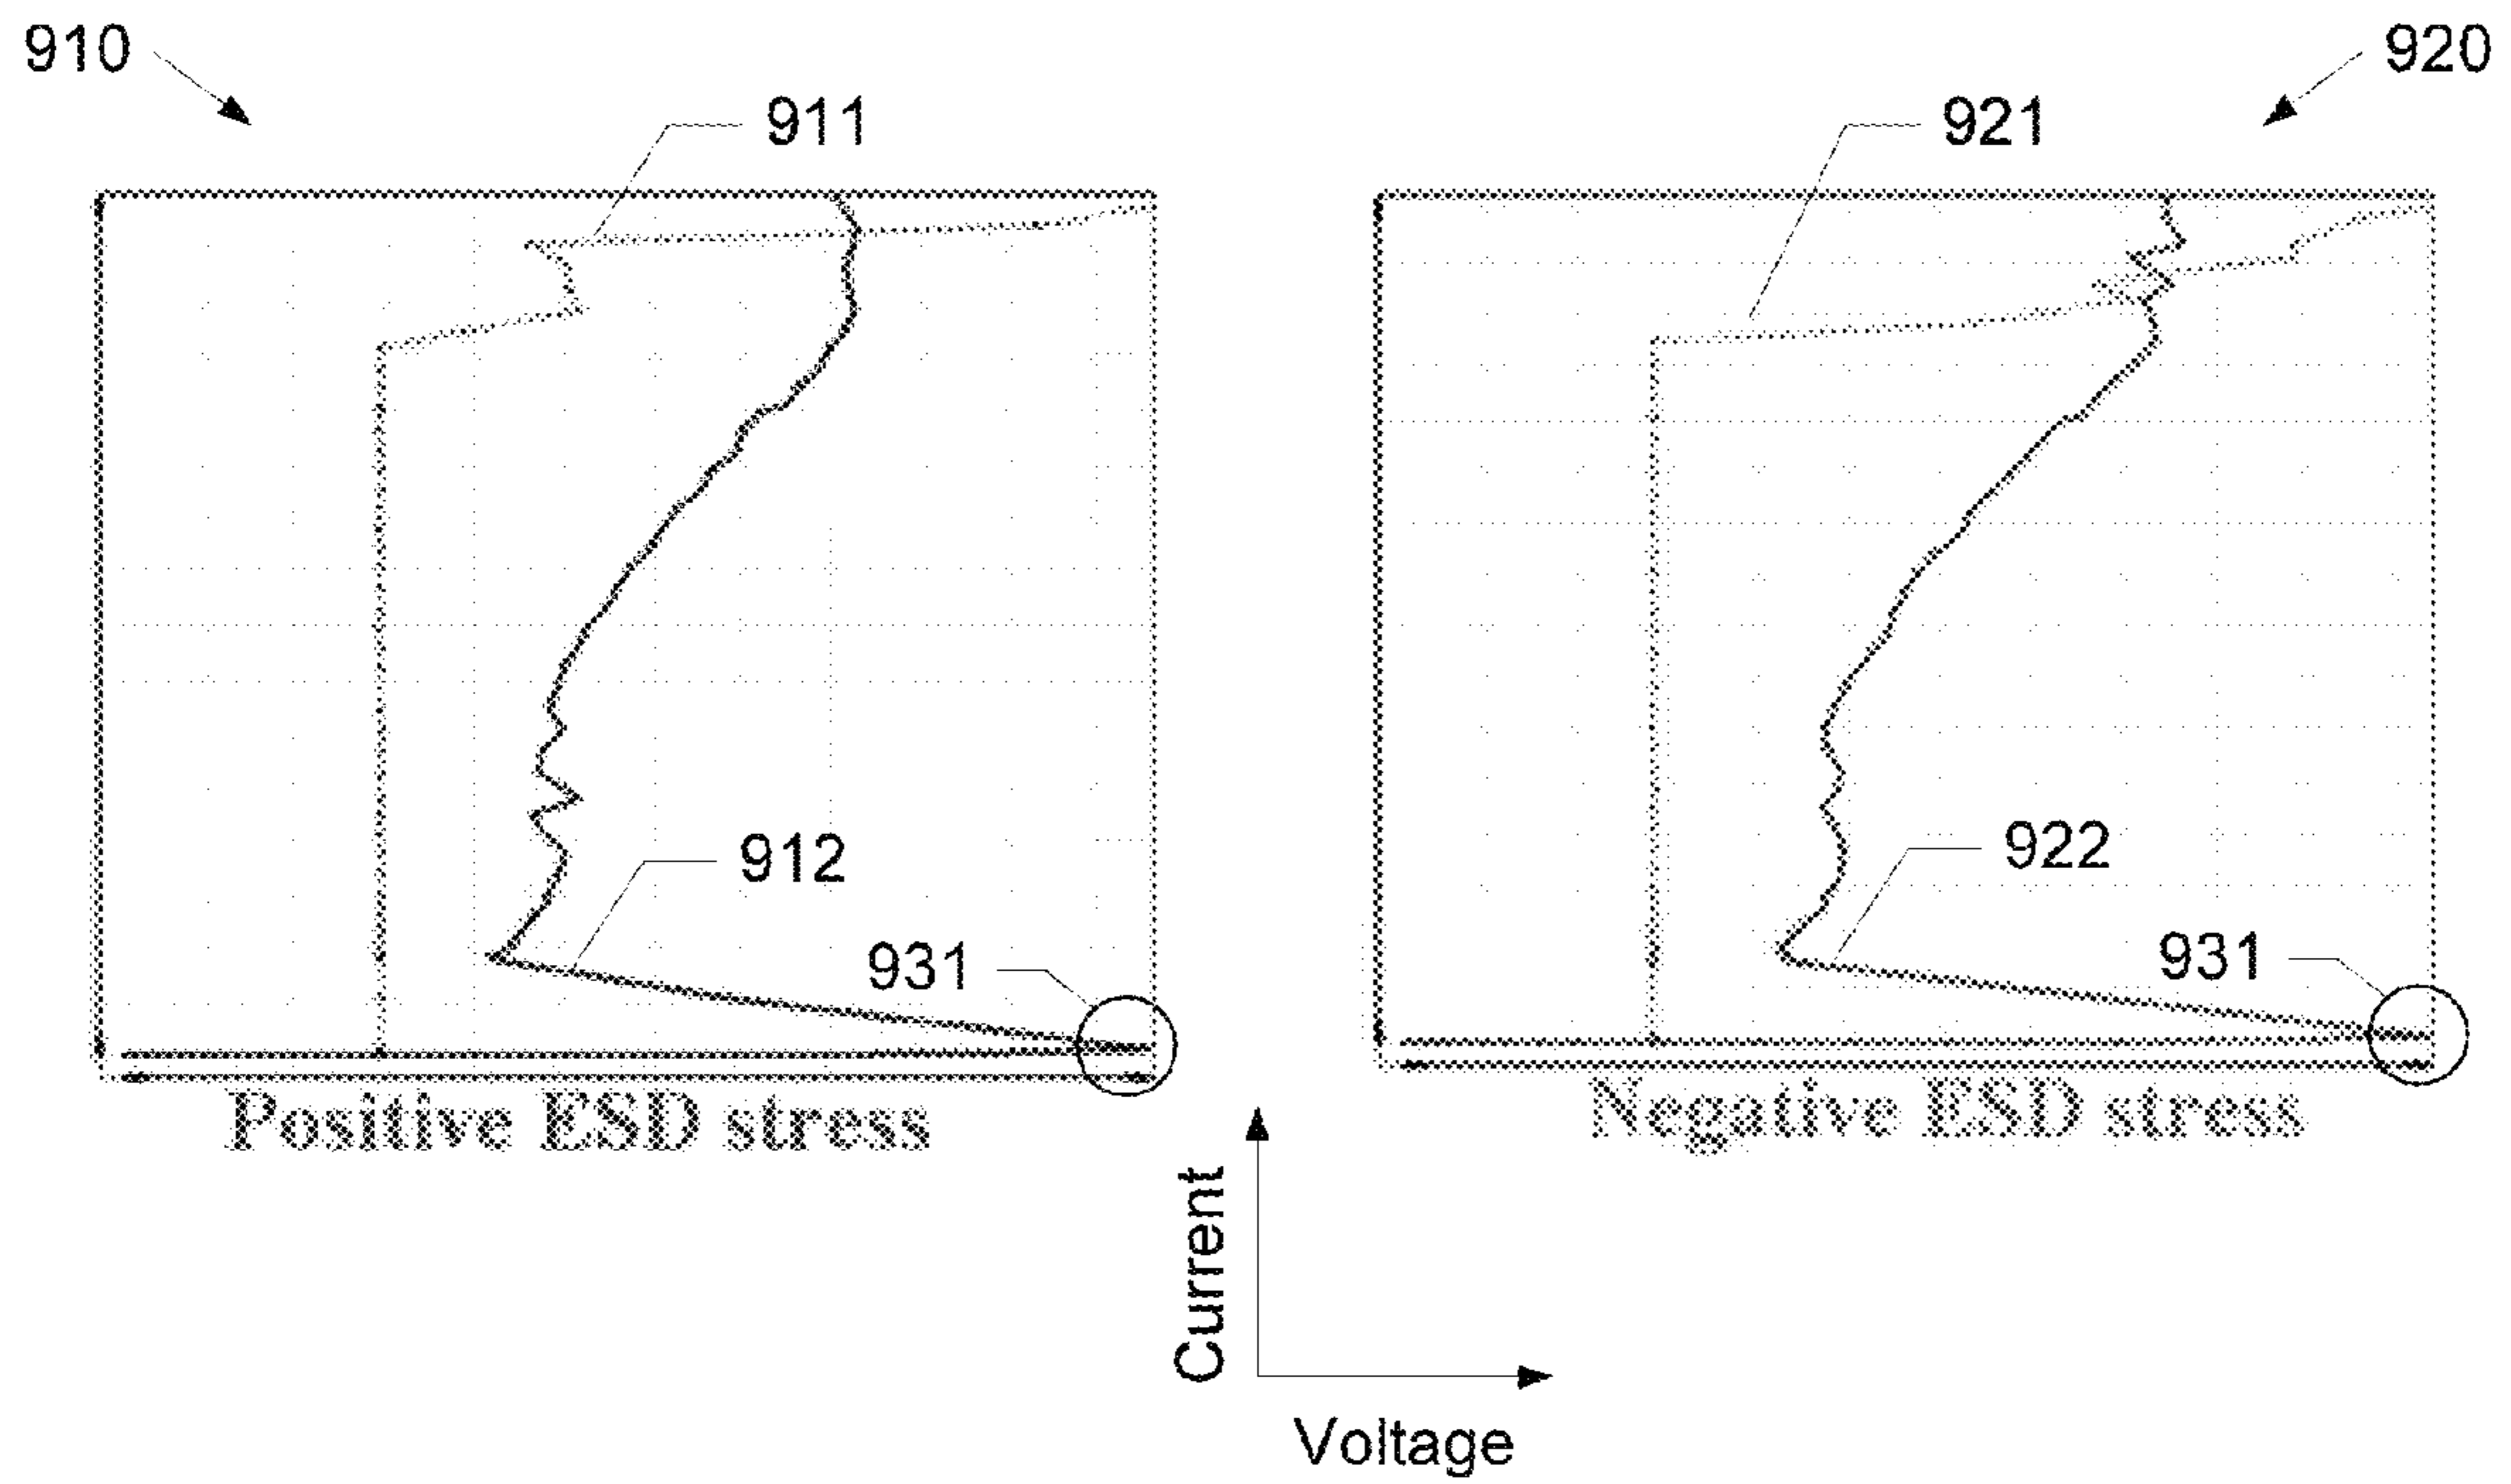 910
920
911
921
912
922
931
931
Positive ESD stress
Negative ESD stress
Current
Voltage